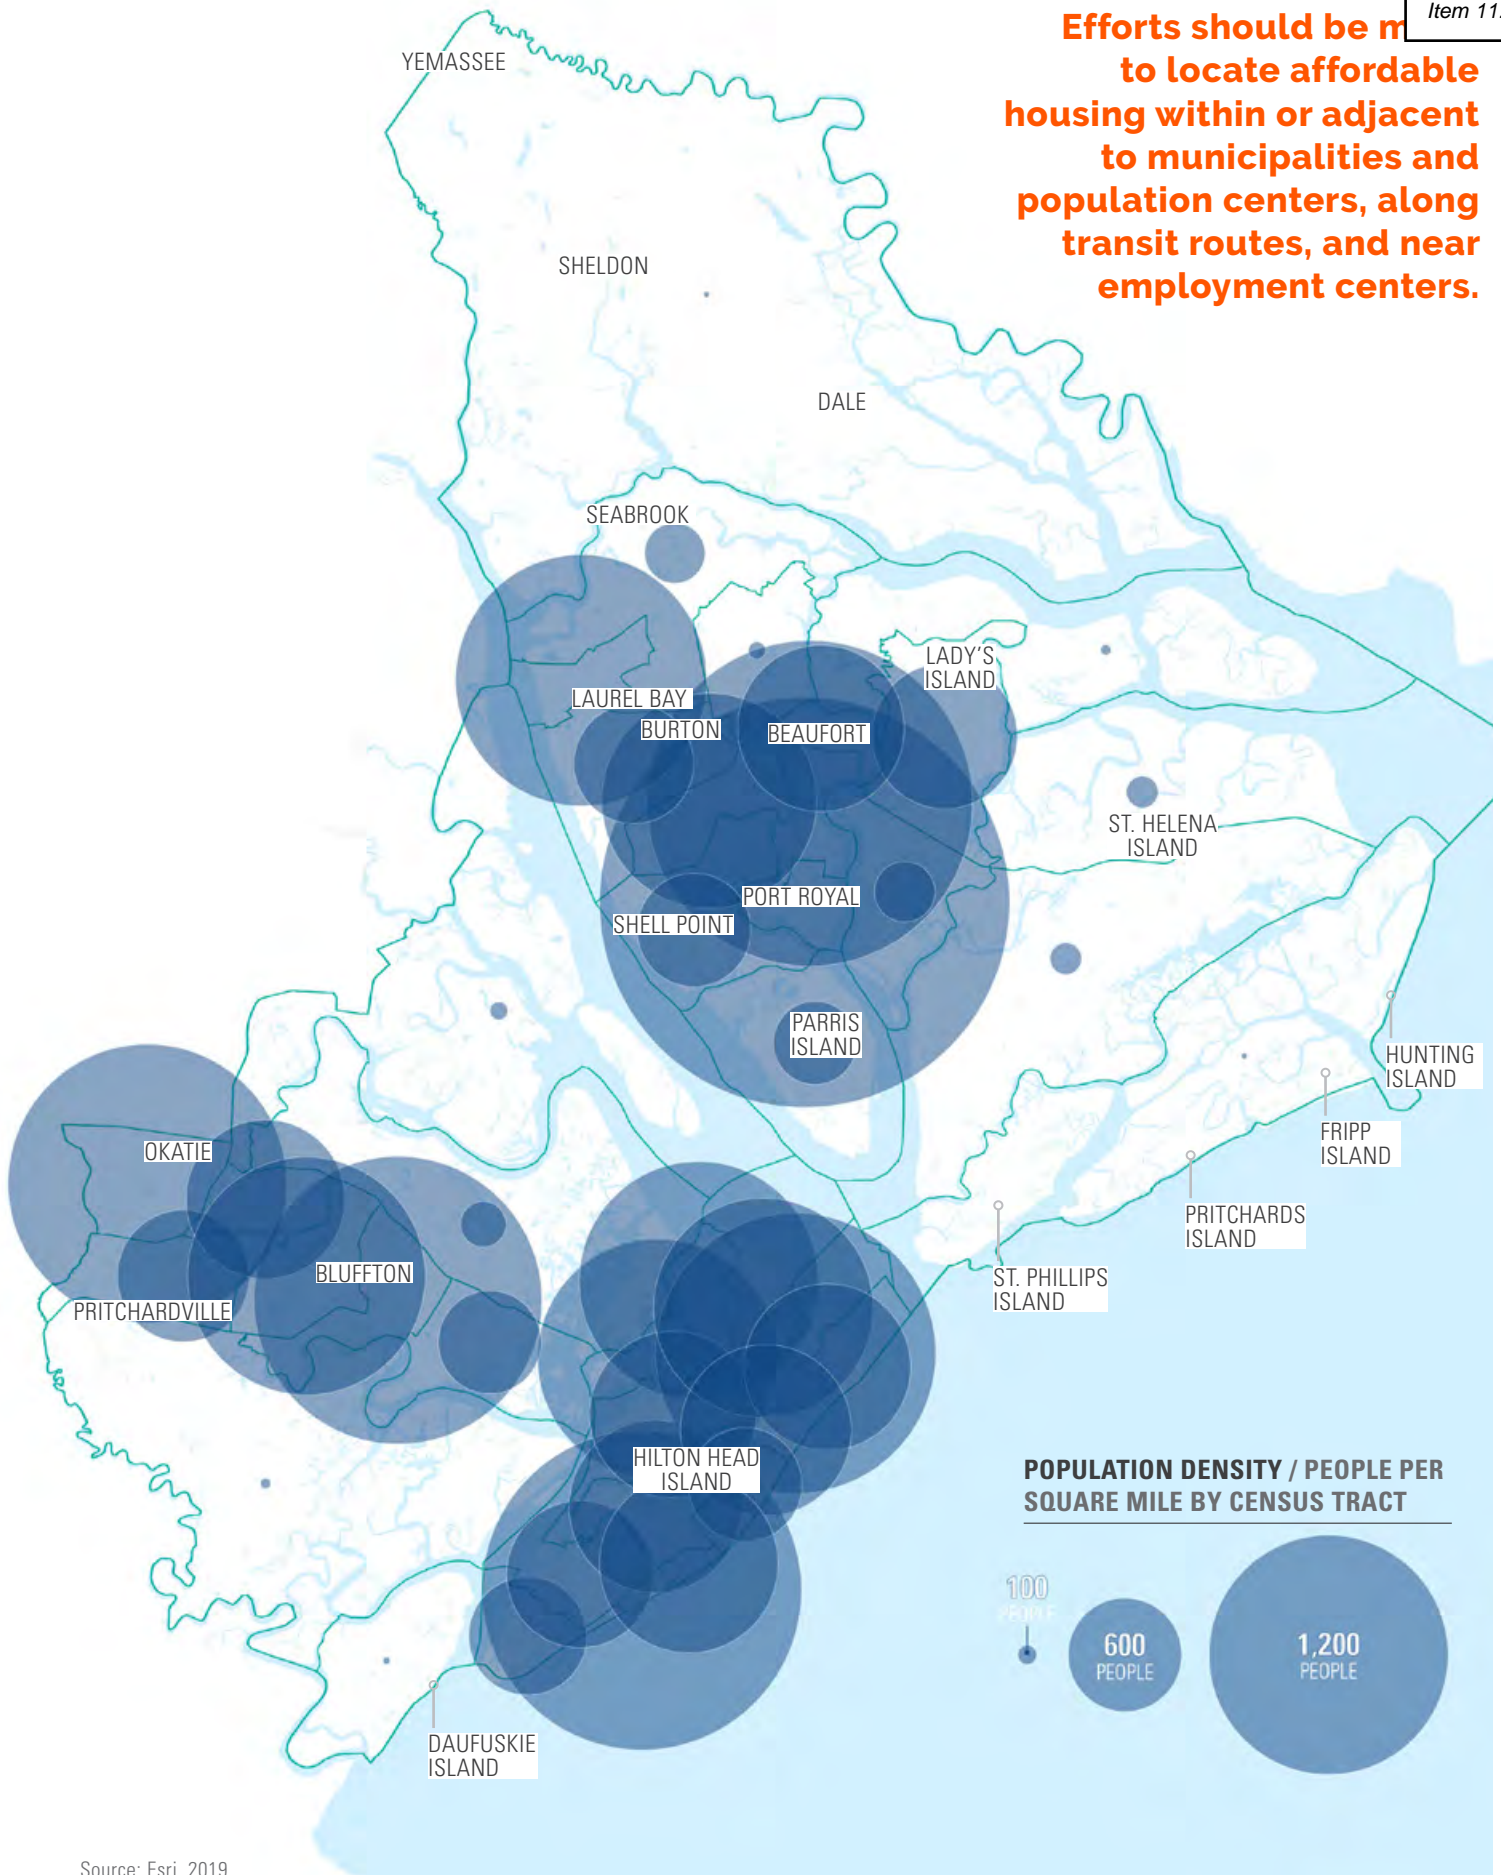 Item 11.
Efforts should be m
to locate affordable
housing within or adjacent
to municipalities and
population centers, along
transit routes, and near
employment centers.
YEMASSEE
SHELDON
DALE
SEABROOK
LADY'S
ISLAND
LAUREL BAY
BURTON
BEAUFORT
ST. HELENA
ISLAND
PORT ROYAL
SHELL POINT
PARRIS
ISLAND
HUNTING
ISLAND
FRIPP
ISLAND
OKATIE
PRITCHARDS
ISLAND
BLUFFTON
ST. PHILLIPS
ISLAND
PRITCHARDVILLE
HILTON HEAD
ISLAND
DAUFUSKIE
ISLAND
POPULATION DENSITY / PEOPLE PER
SQUARE MILE BY CENSUS TRACT
100
PEOPLE
600
PEOPLE
1,200
PEOPLE
Source: Esri, 2019